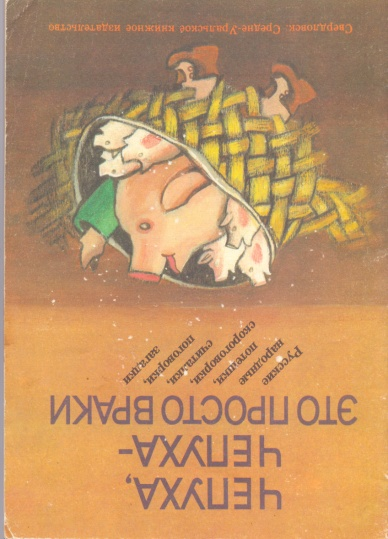 ЧЕПУХА,
ЧЕПУХА-
ЭТО ПРОСТО ВРАКИ
Русские
народные
потешки,
скороговорки,
считалки,
поговорки,
загадки
Свердловск. Средне-Уральское книжное издательство